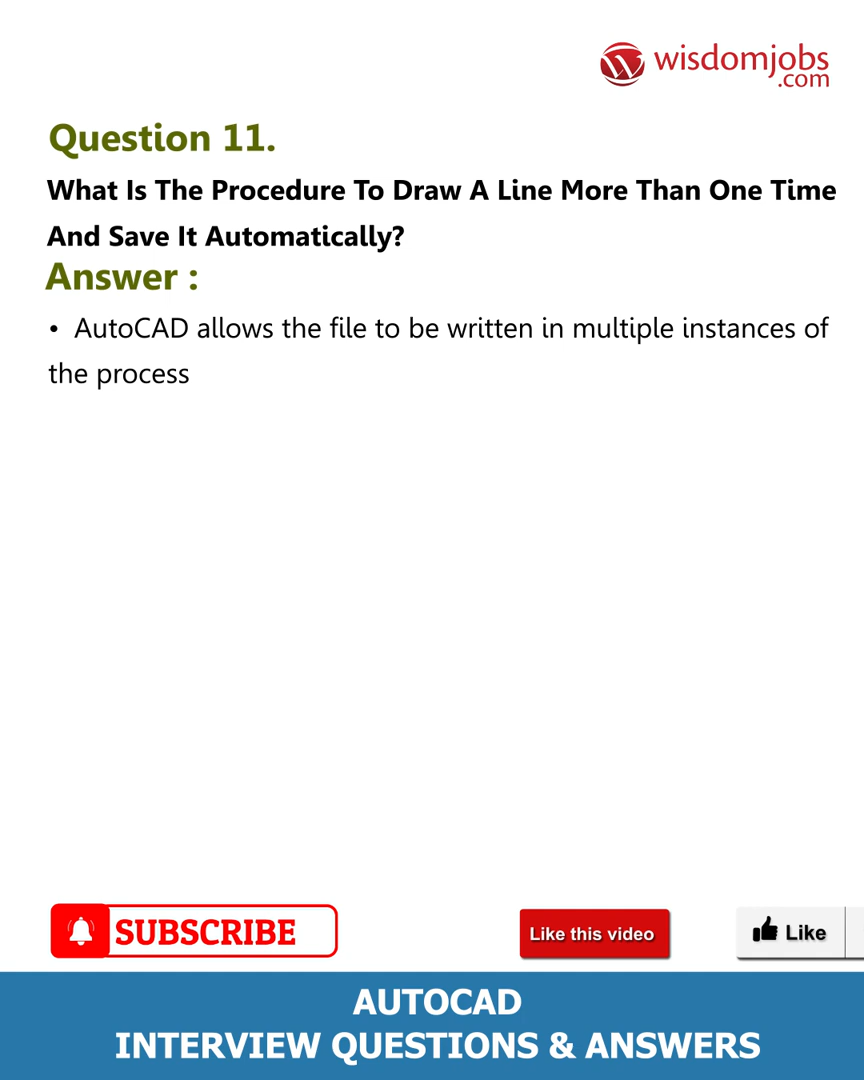 wisdomjobs
.com
Question 11.
What Is The Procedure To Draw A Line More Than One Time
And Save It Automatically?
Answer :
• AutoCAD allows the file to be written in multiple instances of
the process
SUBSCRIBE
Like this video
Like
AUTOCAD
INTERVIEW QUESTIONS & ANSWERS